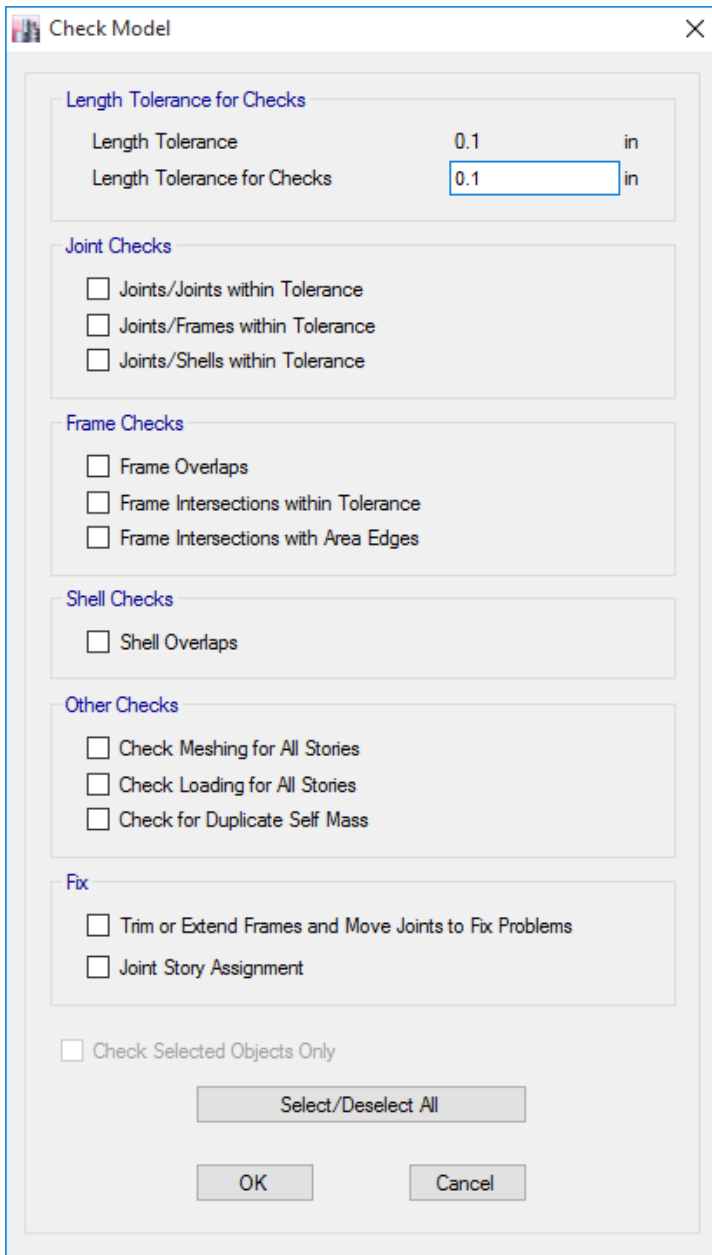 Check Model
Length Tolerance for Checks
Length Tolerance 0.1 in
Length Tolerance for Checks 0.1 in
Joint Checks
Joints/Joints within Tolerance
Joints/Frames within Tolerance
Joints/Shells within Tolerance
Frame Checks
Frame Overlaps
Frame Intersections within Tolerance
Frame Intersections with Area Edges
Shell Checks
Shell Overlaps
Other Checks
Check Meshing for All Stories
Check Loading for All Stories
Check for Duplicate Self Mass
Fix
Trim or Extend Frames and Move Joints to Fix Problems
Joint Story Assignment
Check Selected Objects Only
Select/Deselect All
OK Cancel